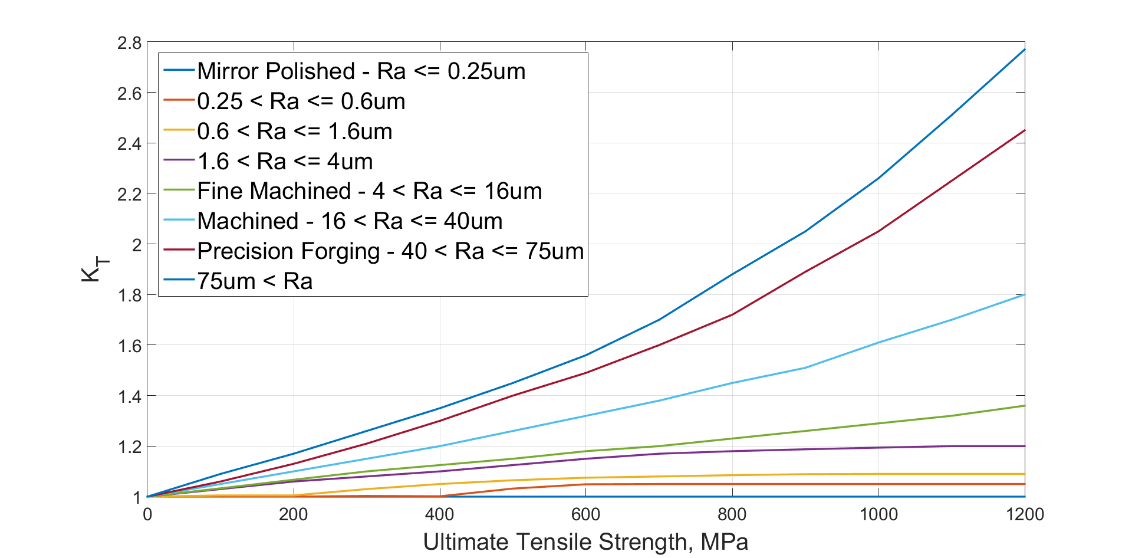 2.8
2.6
2.4
2.2
2
1.8
1.6
1.4
1.2
1
K_T
Mirror Polished - Ra <= 0.25um
0.25 < Ra <= 0.6um
0.6 < Ra <= 1.6um
1.6 < Ra <= 4um
Fine Machined - 4 < Ra <= 16um
Machined - 16 < Ra <= 40um
Precision Forging - 40 < Ra <= 75um
75um < Ra
0 200 400 600 800 1000 1200
Ultimate Tensile Strength, MPa